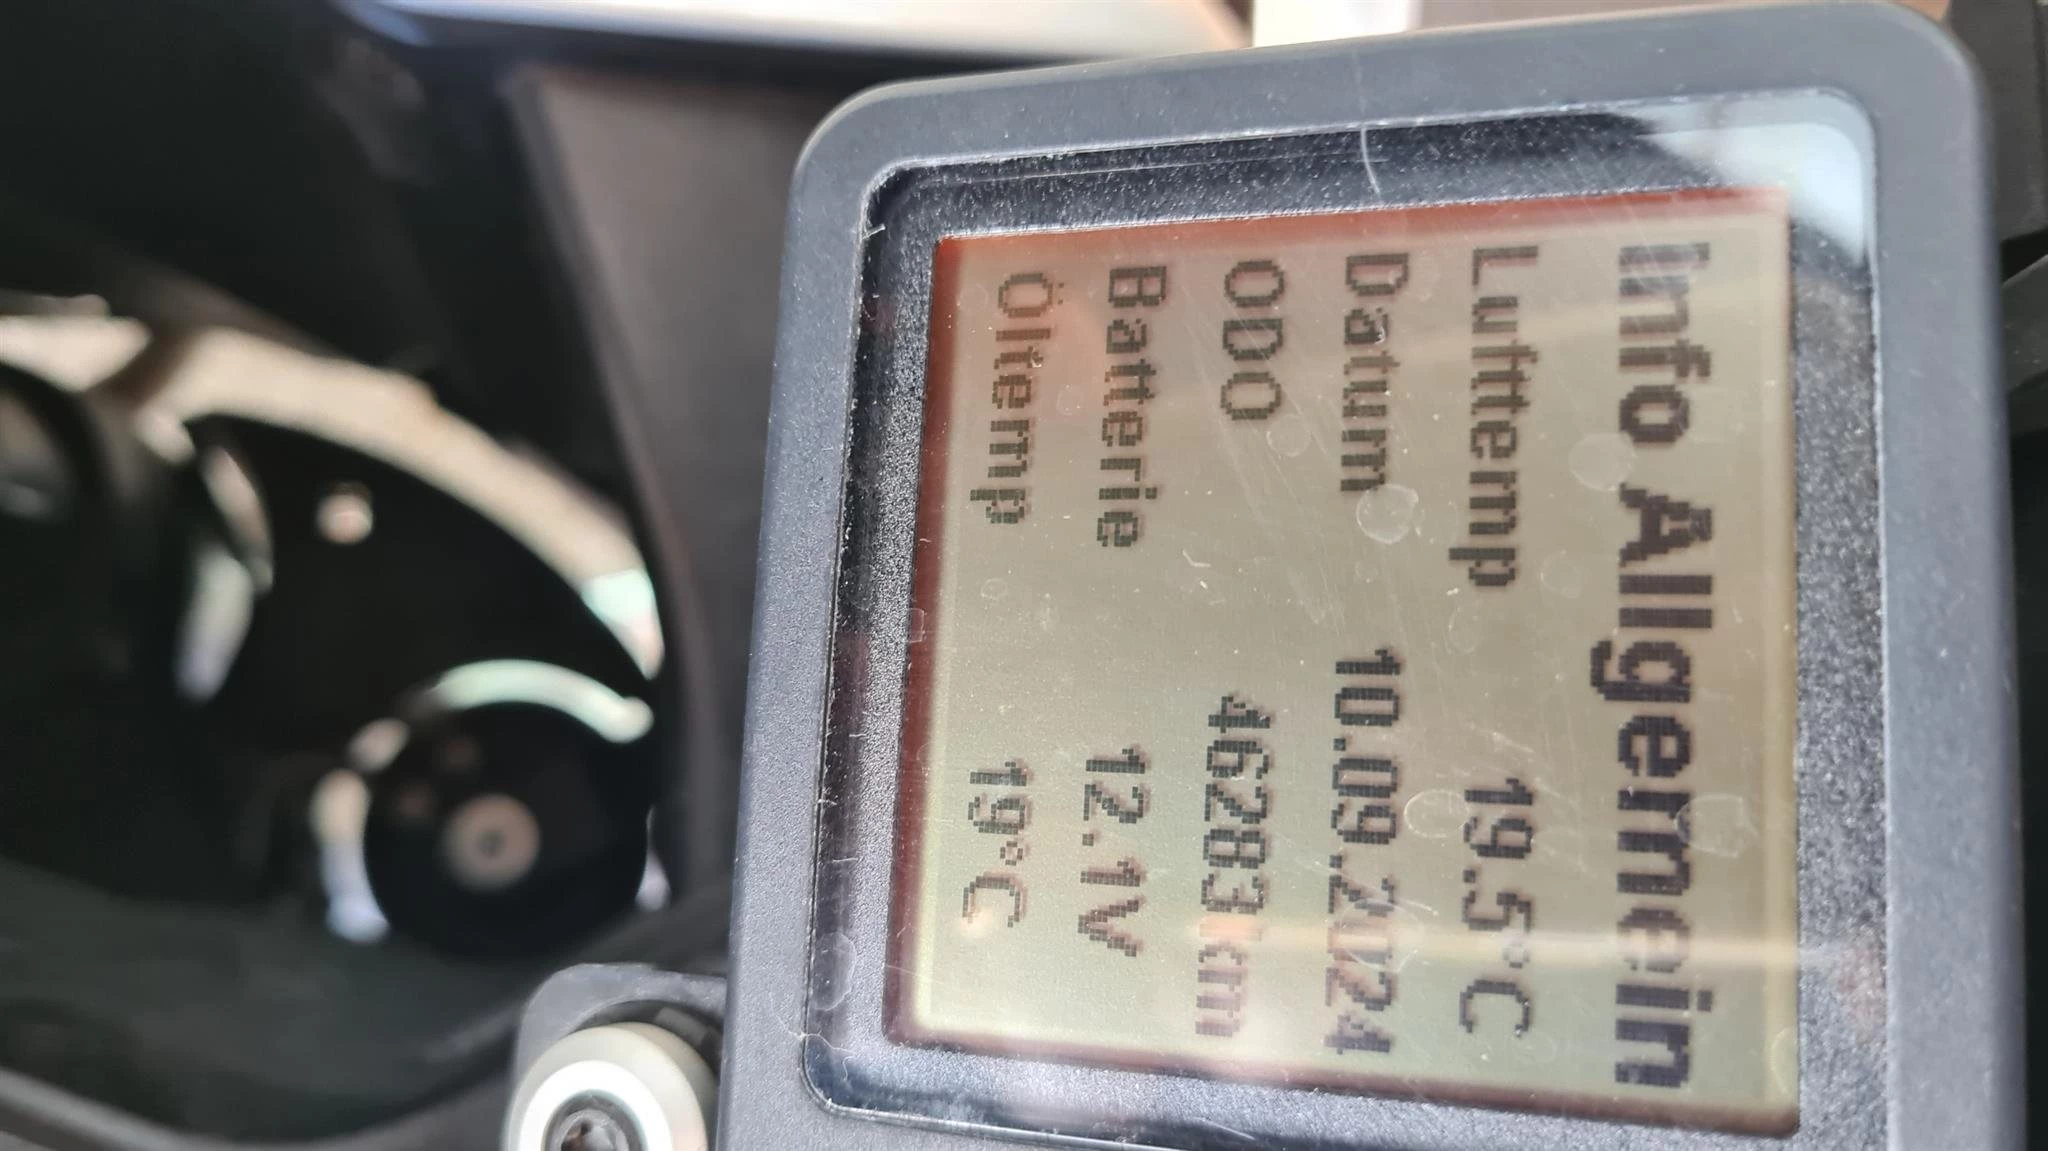 Info Allgemein
Lufttemp 19.5°C
Datum 10.09.2024
ODO 46283km
Batterie 12.1V
Öltemp 19°C